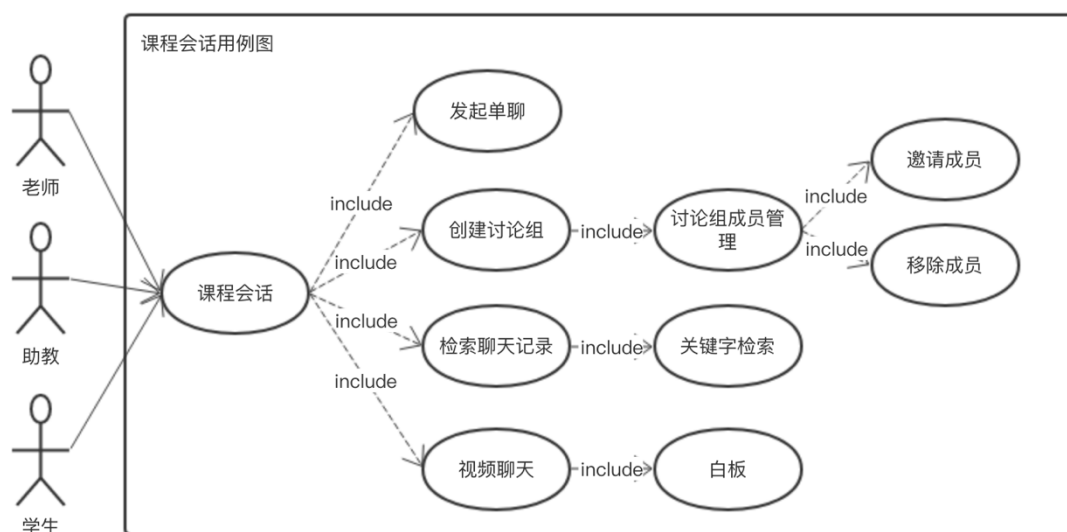 课程会话用例图
老师
助教
学生
课程会话
include
发起单聊
include
创建讨论组
include
讨论组成员管
理
include
邀请成员
include
移除成员
include
检索聊天记录
include
关键字检索
include
视频聊天
include
白板